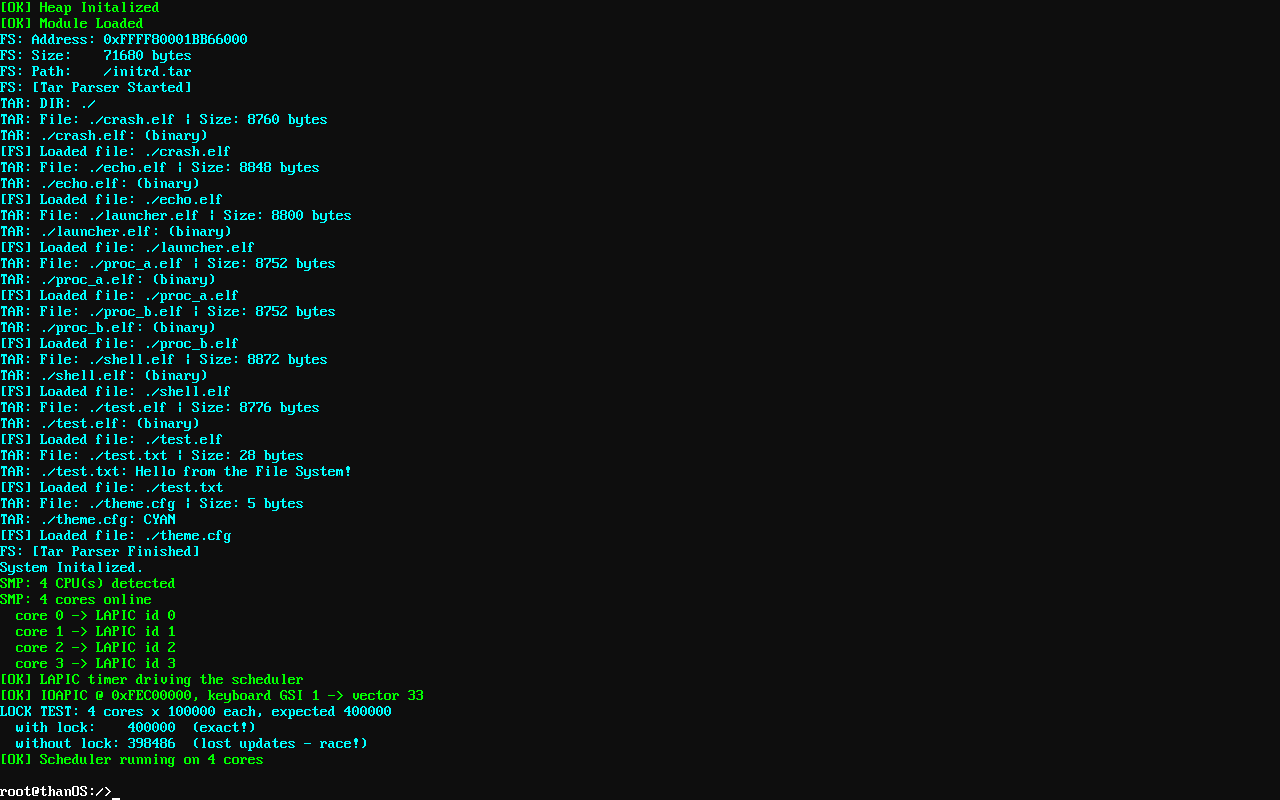 [OK] Heap Initalized
[OK] Module Loaded
FS: Address: 0xFFFF80001BB66000
FS: Size:    71680 bytes
FS: Path:    /initrd.tar
FS: [Tar Parser Started]
TAR: DIR: ./
TAR: File: ./crash.elf | Size: 8760 bytes
TAR: ./crash.elf: (binary)
[FS] Loaded file: ./crash.elf
TAR: File: ./echo.elf | Size: 8848 bytes
TAR: ./echo.elf: (binary)
[FS] Loaded file: ./echo.elf
TAR: File: ./launcher.elf | Size: 8800 bytes
TAR: ./launcher.elf: (binary)
[FS] Loaded file: ./launcher.elf
TAR: File: ./proc_a.elf | Size: 8752 bytes
TAR: ./proc_a.elf: (binary)
[FS] Loaded file: ./proc_a.elf
TAR: File: ./proc_b.elf | Size: 8752 bytes
TAR: ./proc_b.elf: (binary)
[FS] Loaded file: ./proc_b.elf
TAR: File: ./shell.elf | Size: 8872 bytes
TAR: ./shell.elf: (binary)
[FS] Loaded file: ./shell.elf
TAR: File: ./test.elf | Size: 8776 bytes
TAR: ./test.elf: (binary)
[FS] Loaded file: ./test.elf
TAR: File: ./test.txt | Size: 28 bytes
TAR: ./test.txt: Hello from the File System!
[FS] Loaded file: ./test.txt
TAR: File: ./theme.cfg | Size: 5 bytes
TAR: ./theme.cfg: CYAN
[FS] Loaded file: ./theme.cfg
FS: [Tar Parser Finished]
System Initalized.
SMP: 4 CPU(s) detected
SMP: 4 cores online
  core 0 -> LAPIC id 0
  core 1 -> LAPIC id 1
  core 2 -> LAPIC id 2
  core 3 -> LAPIC id 3
[OK] LAPIC timer driving the scheduler
[OK] IOAPIC @ 0xFEC00000, keyboard GSI 1 -> vector 33
LOCK TEST: 4 cores x 100000 each, expected 400000
  with lock:    400000  (exact!)
  without lock: 398486  (lost updates - race!)
[OK] Scheduler running on 4 cores
root@thanOS:/>_